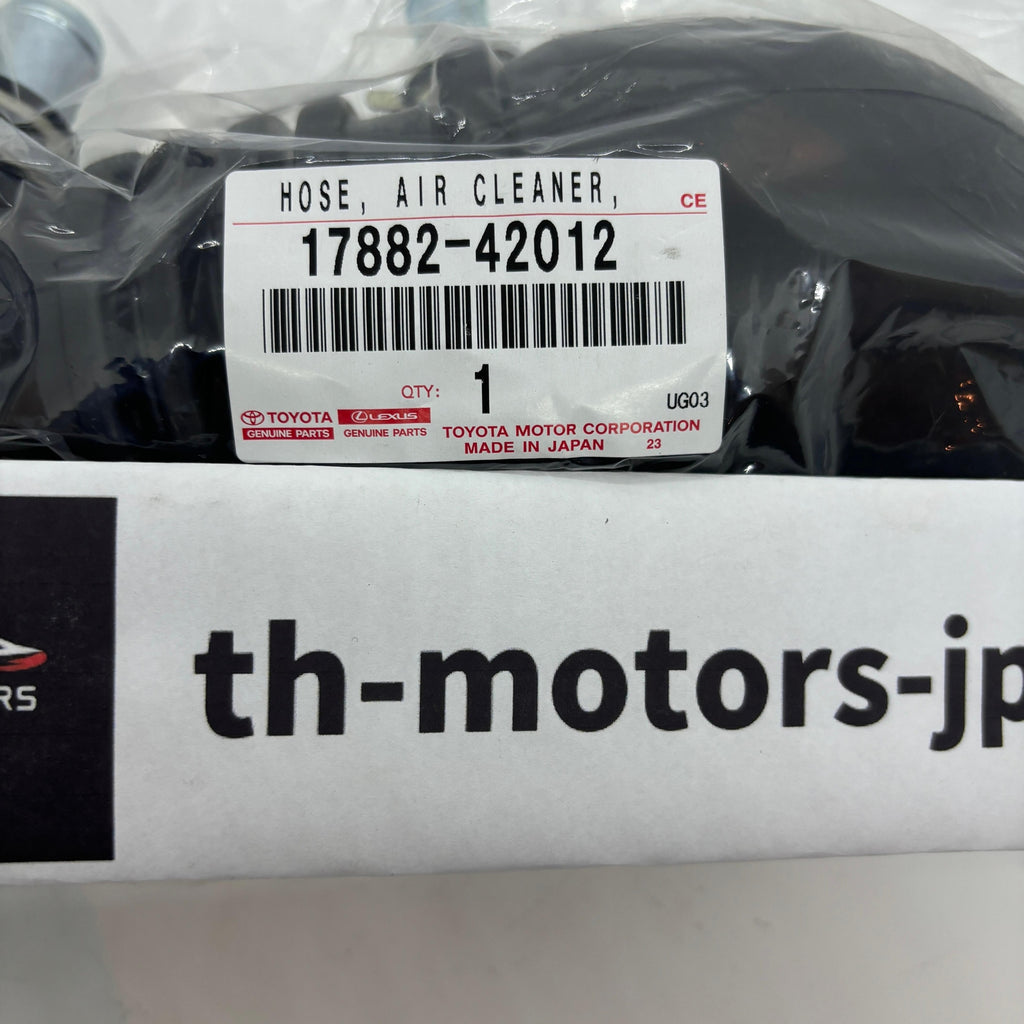 HOSE, AIR CLEANER,
CE
17882-42012
QTY: 1
UG03
TOYOTA
GENUINE PARTS
LEXUS
GENUINE PARTS
TOYOTA MOTOR CORPORATION
MADE IN JAPAN 23
th-motors-jp
RS